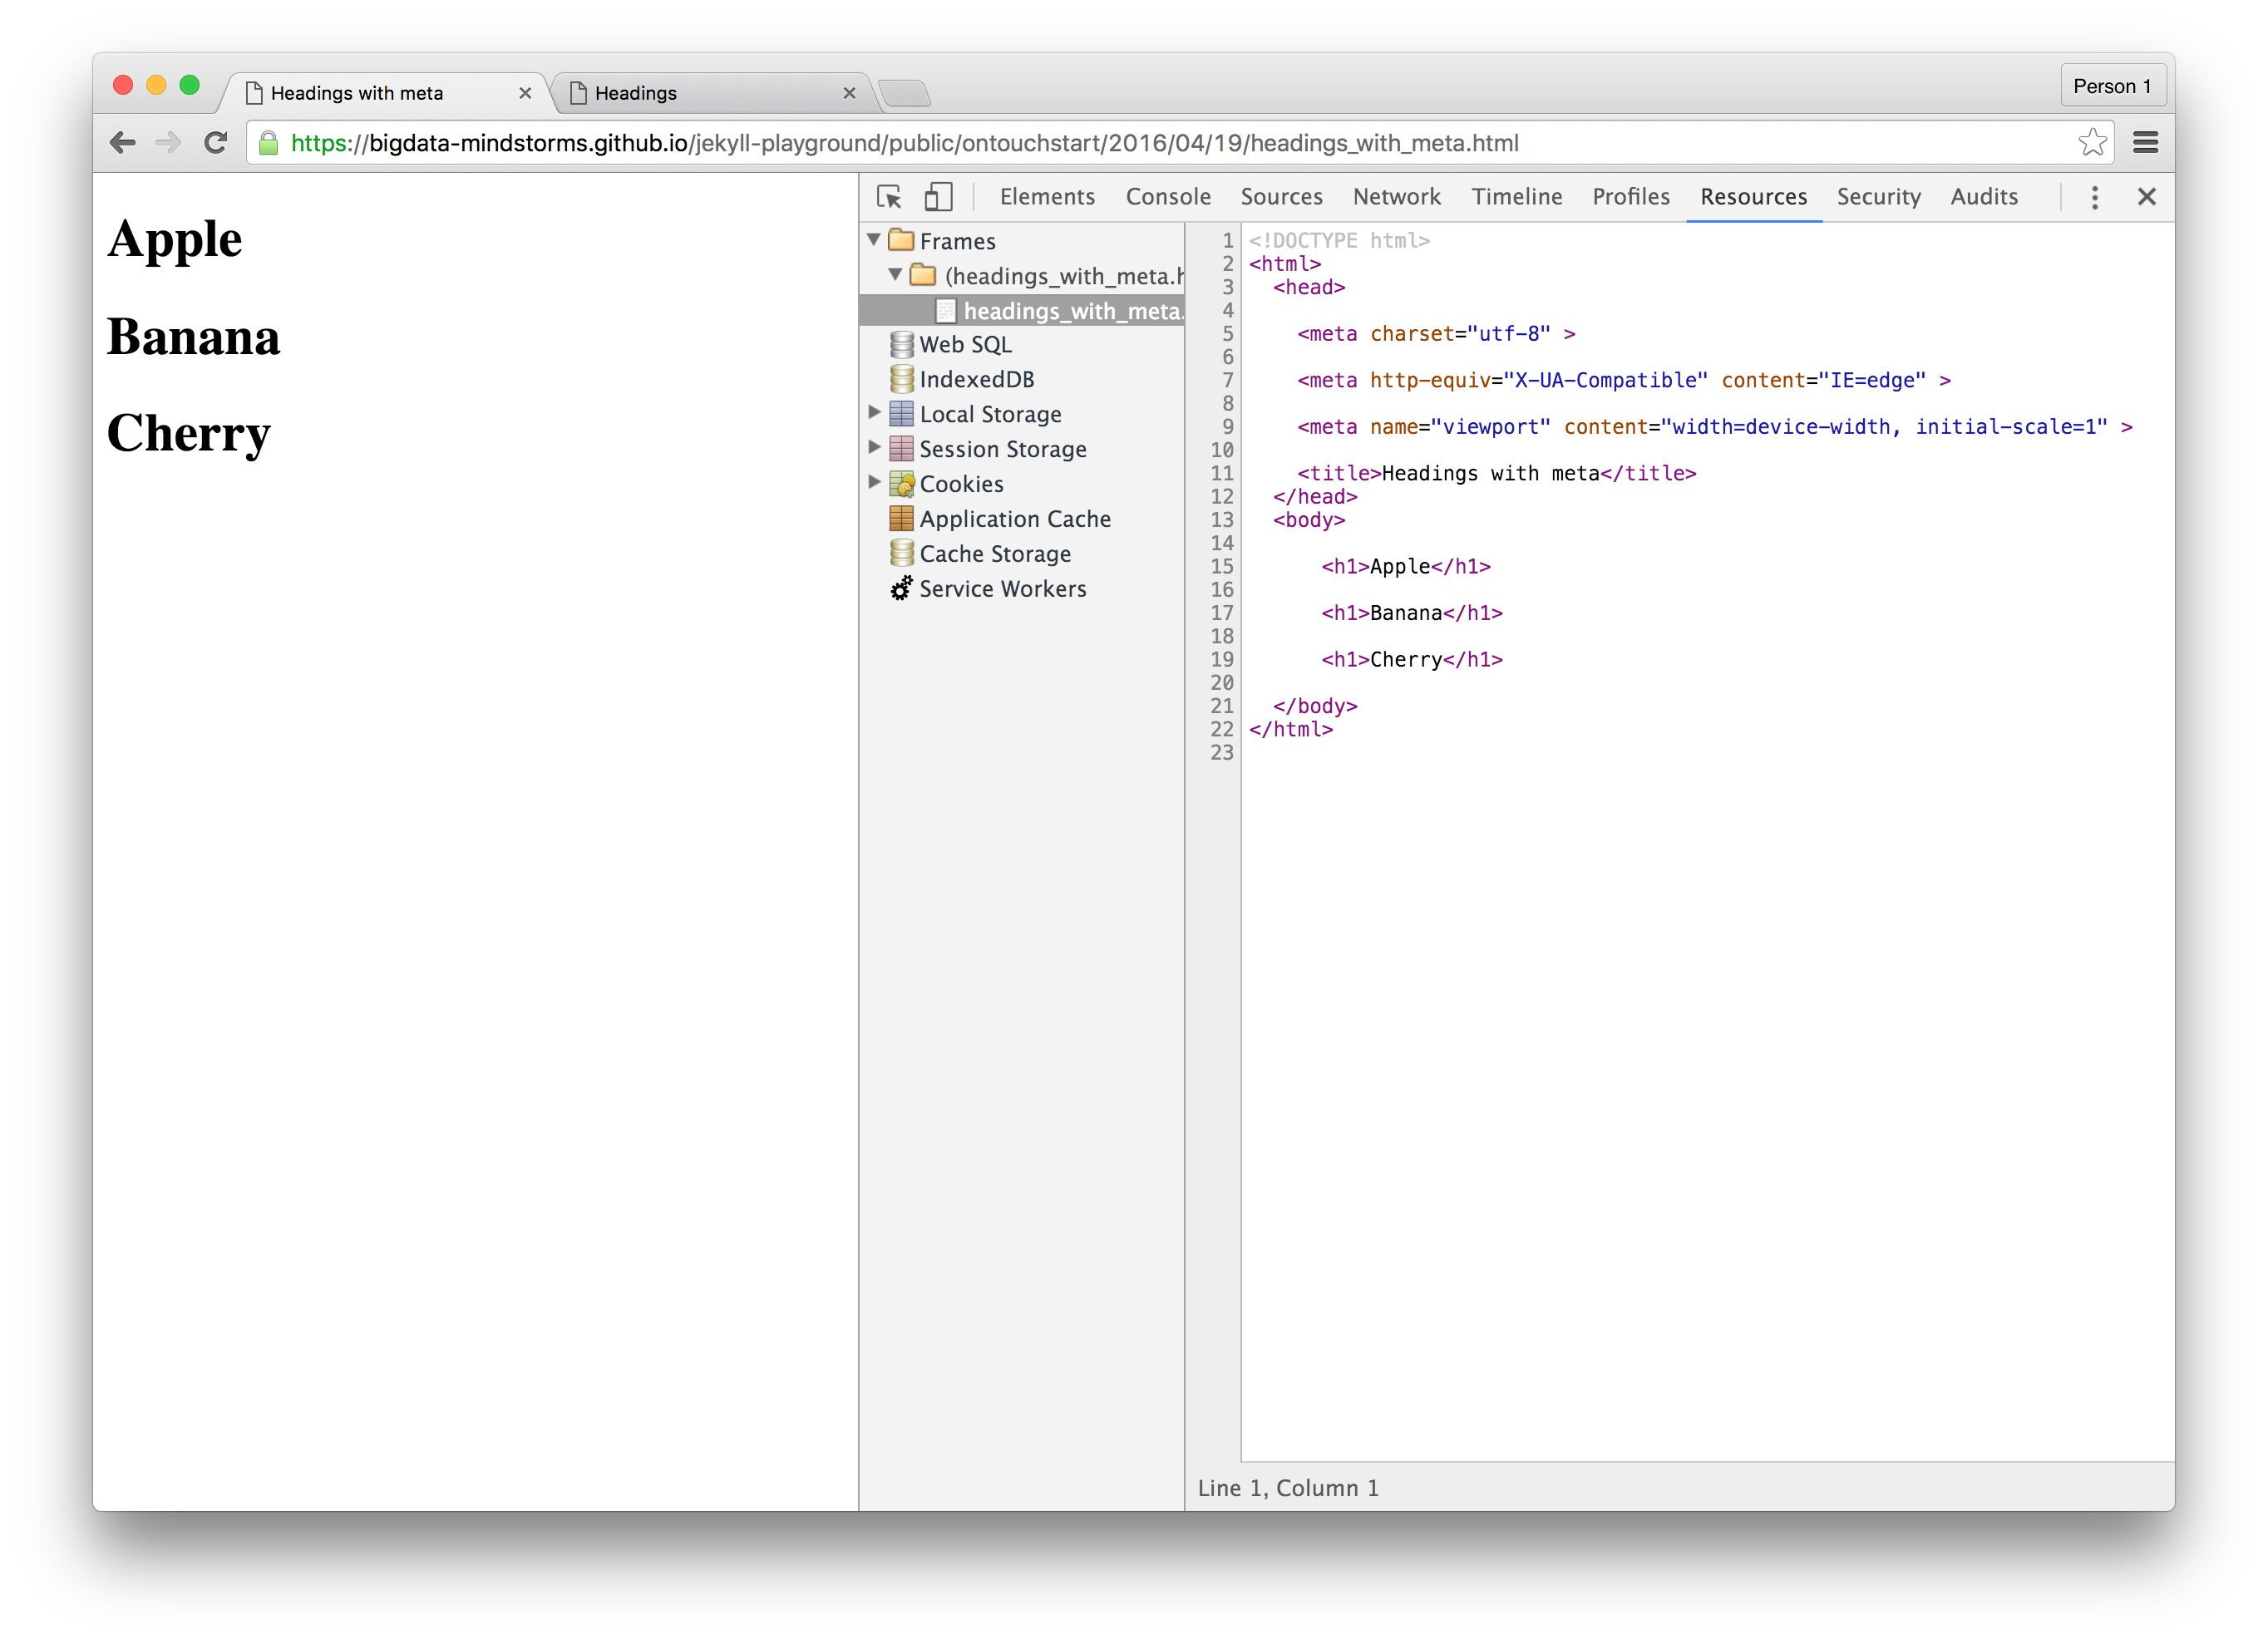 Headings with meta
Headings
Person 1
https://bigdata-mindstorms.github.io/jekyll-playground/public/ontouchstart/2016/04/19/headings_with_meta.html
Apple
Banana
Cherry
Elements Console Sources Network Timeline Profiles Resources Security Audits
Frames
(headings_with_meta.h
headings_with_meta.
Web SQL
IndexedDB
Local Storage
Session Storage
Cookies
Application Cache
Cache Storage
Service Workers
1 <!DOCTYPE html>
2 <html>
3 <head>
4
5 <meta charset="utf-8" >
6
7 <meta http-equiv="X-UA-Compatible" content="IE=edge" >
8
9 <meta name="viewport" content="width=device-width, initial-scale=1" >
10
11 <title>Headings with meta</title>
12 </head>
13 <body>
14
15 <h1>Apple</h1>
16
17 <h1>Banana</h1>
18
19 <h1>Cherry</h1>
20
21 </body>
22 </html>
23
Line 1, Column 1